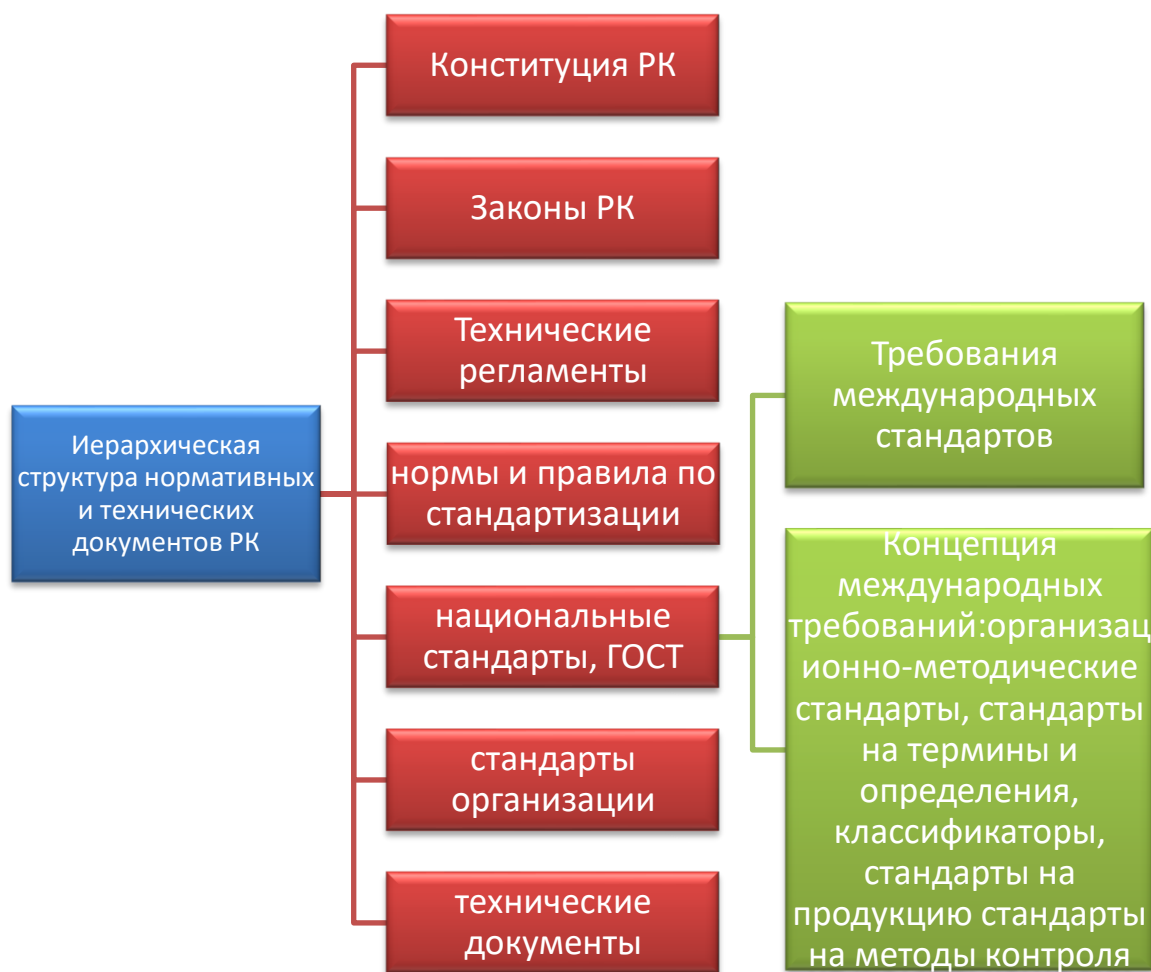 Иерархическая
структура нормативных
и технических
документов РК
Конституция РК
Законы РК
Технические
регламенты
нормы и правила по
стандартизации
национальные
стандарты, ГОСТ
стандарты
организации
технические
документы
Требования
международных
стандартов
Концепция
международных
требований:организац
ионно-методические
стандарты, стандарты
на термины и
определения,
классификаторы,
стандарты на
продукцию стандарты
на методы контроля